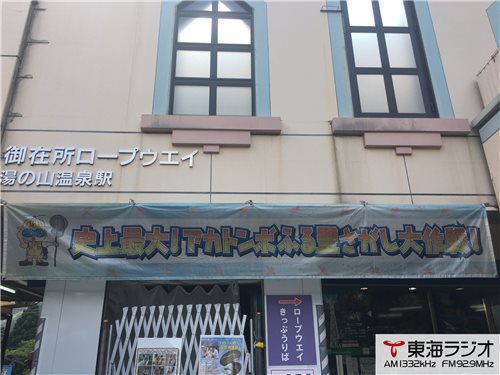 御在所ロープウエイ
湯の山温泉駅
史上最大!アカトンボふる里さがし大作戦!
ロープウエイ
きっぷうりば
東海ラジオ
AM1332kHz FM92.9MHz